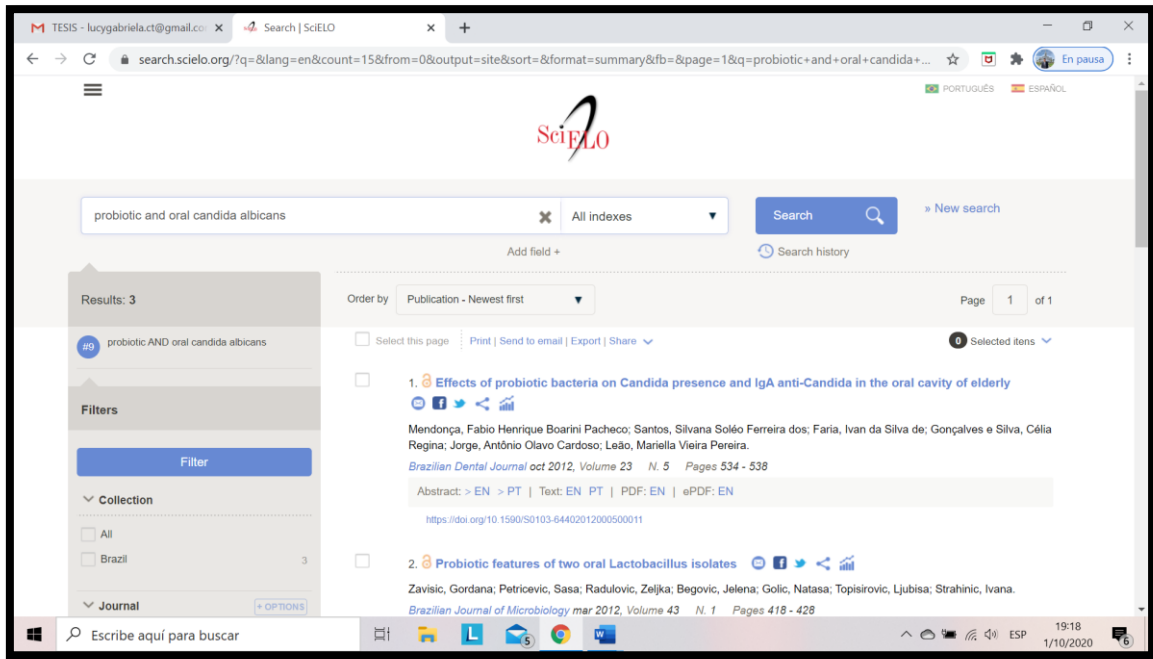 TESIS - lucygabriela.ct@gmail.co
Search | SciELO
search.scielo.org/?q=&lang=en&count=15&from=0&output=site&sort=&format=summary&fb=&page=1&q=probiotic+and+oral+candida+...
En pausa
PORTUGUÊS ESPAÑOL
SciELO
probiotic and oral candida albicans
All indexes
Search
» New search
Add field +
Search history
Results: 3
Order by Publication - Newest first
Page 1 of 1
#9 probiotic AND oral candida albicans
Select this page Print | Send to email | Export | Share
0 Selected itens
1. Effects of probiotic bacteria on Candida presence and IgA anti-Candida in the oral cavity of elderly
Mendonça, Fabio Henrique Boarini Pacheco; Santos, Silvana Soléo Ferreira dos; Faria, Ivan da Silva de; Gonçalves e Silva, Célia
Regina; Jorge, Antônio Olavo Cardoso; Leão, Mariella Vieira Pereira.
Brazilian Dental Journal oct 2012, Volume 23 N. 5 Pages 534 - 538
Abstract: > EN > PT | Text: EN PT | PDF: EN | ePDF: EN
https://doi.org/10.1590/S0103-64402012000500011
Filters
Filter
Collection
All
Brazil 3
Journal + OPTIONS
2. Probiotic features of two oral Lactobacillus isolates
Zavisic, Gordana; Petricevic, Sasa; Radulovic, Zeljka; Begovic, Jelena; Golic, Natasa; Topisirovic, Ljubisa; Strahinic, Ivana.
Brazilian Journal of Microbiology mar 2012, Volume 43 N. 1 Pages 418 - 428
Escribe aquí para buscar
L
5
W
ESP
19:18
1/10/2020
6